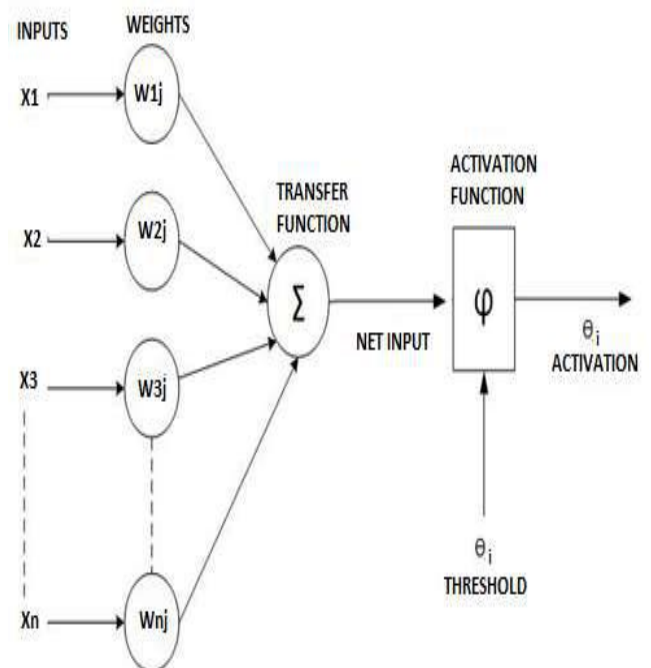 INPUTS
WEIGHTS
X1
W1j
X2
W2j
X3
W3j
Xn
Wnj
TRANSFER
FUNCTION
Σ
NET INPUT
ACTIVATION
FUNCTION
φ
θi
ACTIVATION
θi
THRESHOLD